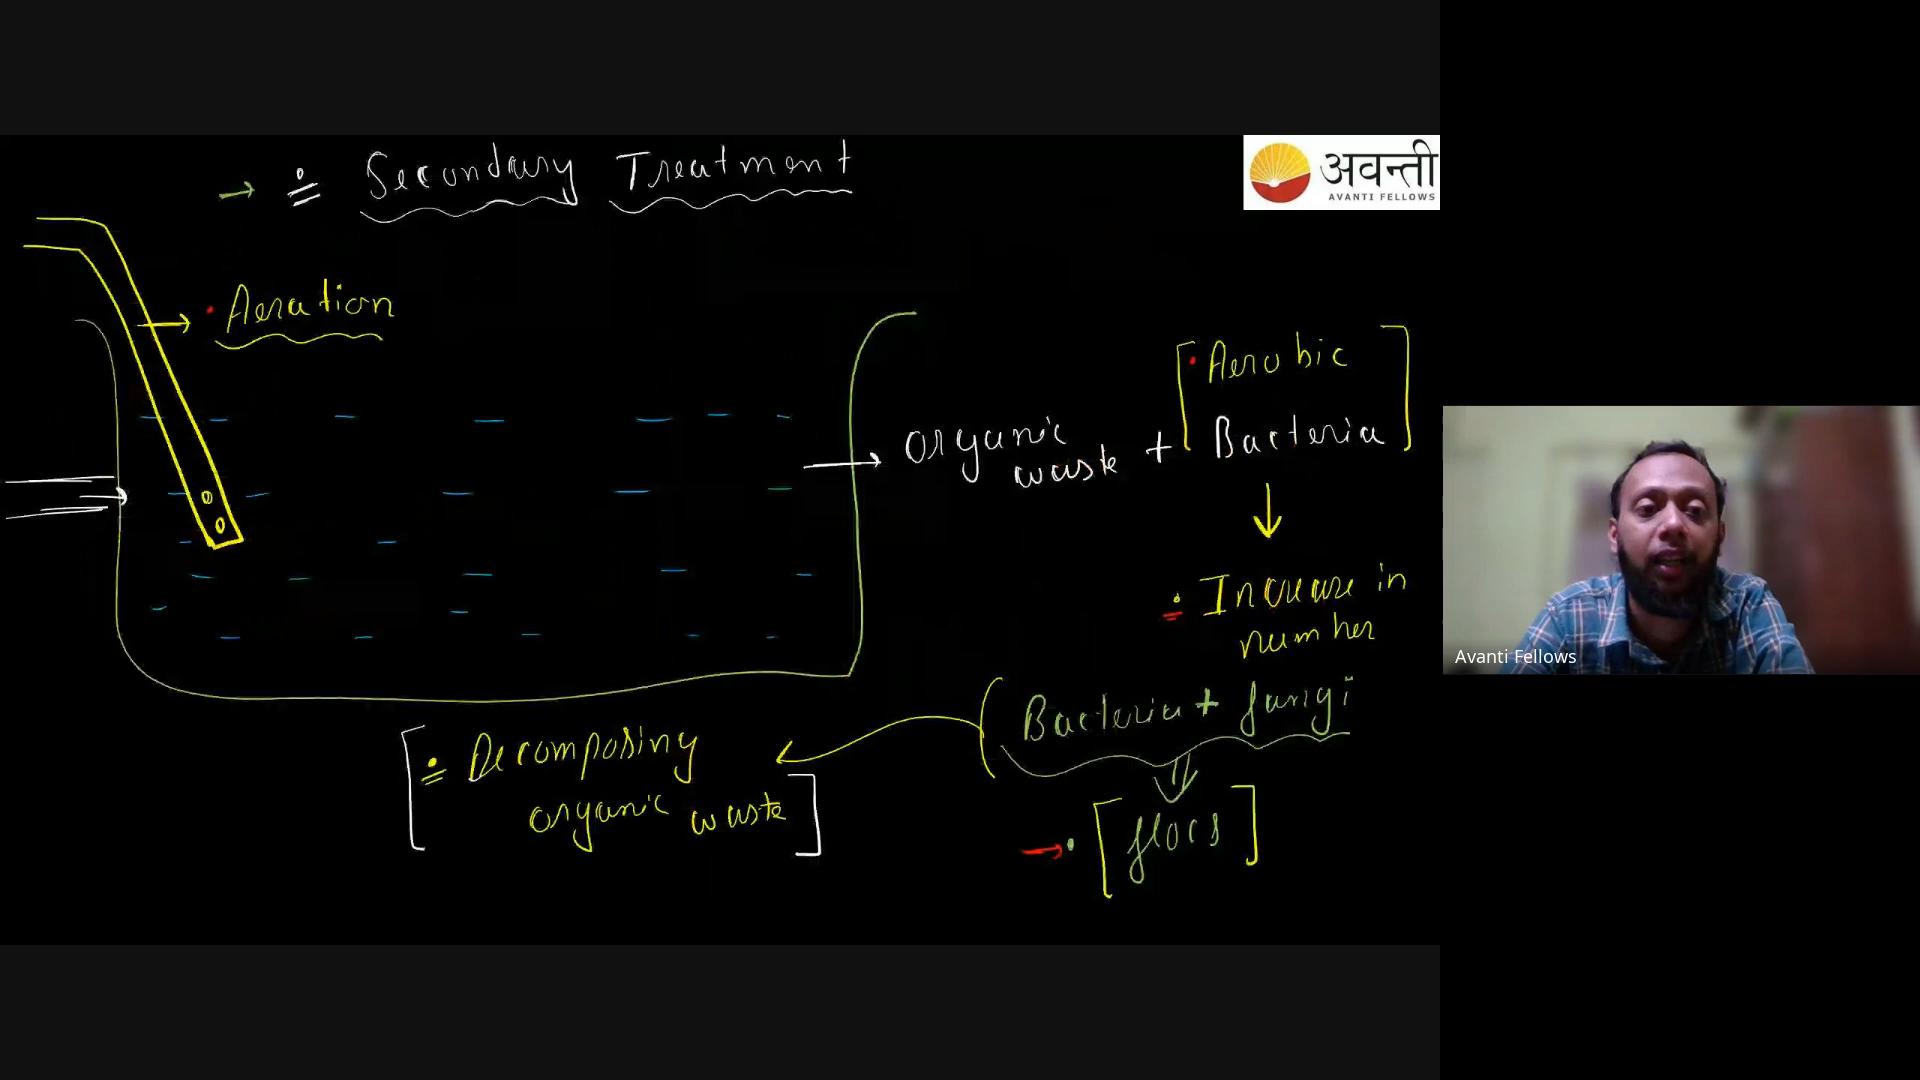 → ÷ Secondary Treatment
अवन्ती
AVANTI FELLOWS
Aeration
Aerobic
organic
waste + Bacteria
Increase in
number
Bacteria + fungi
Decomposing
organic waste
flocs
Avanti Fellows